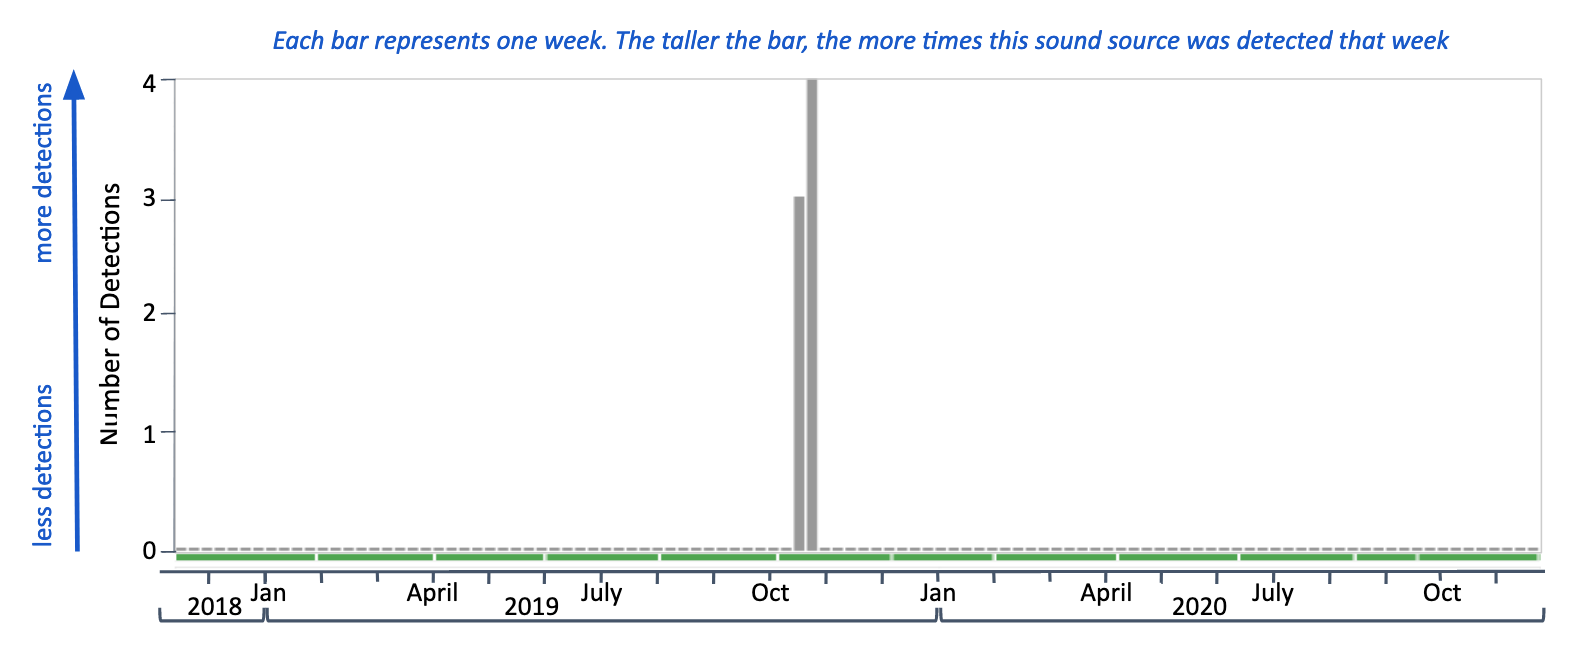 Each bar represents one week. The taller the bar, the more times this sound source was detected that week
more detections
less detections
Number of Detections
4
3
2
1
0
Jan
April
July
Oct
Jan
April
July
Oct
2018
2019
2020